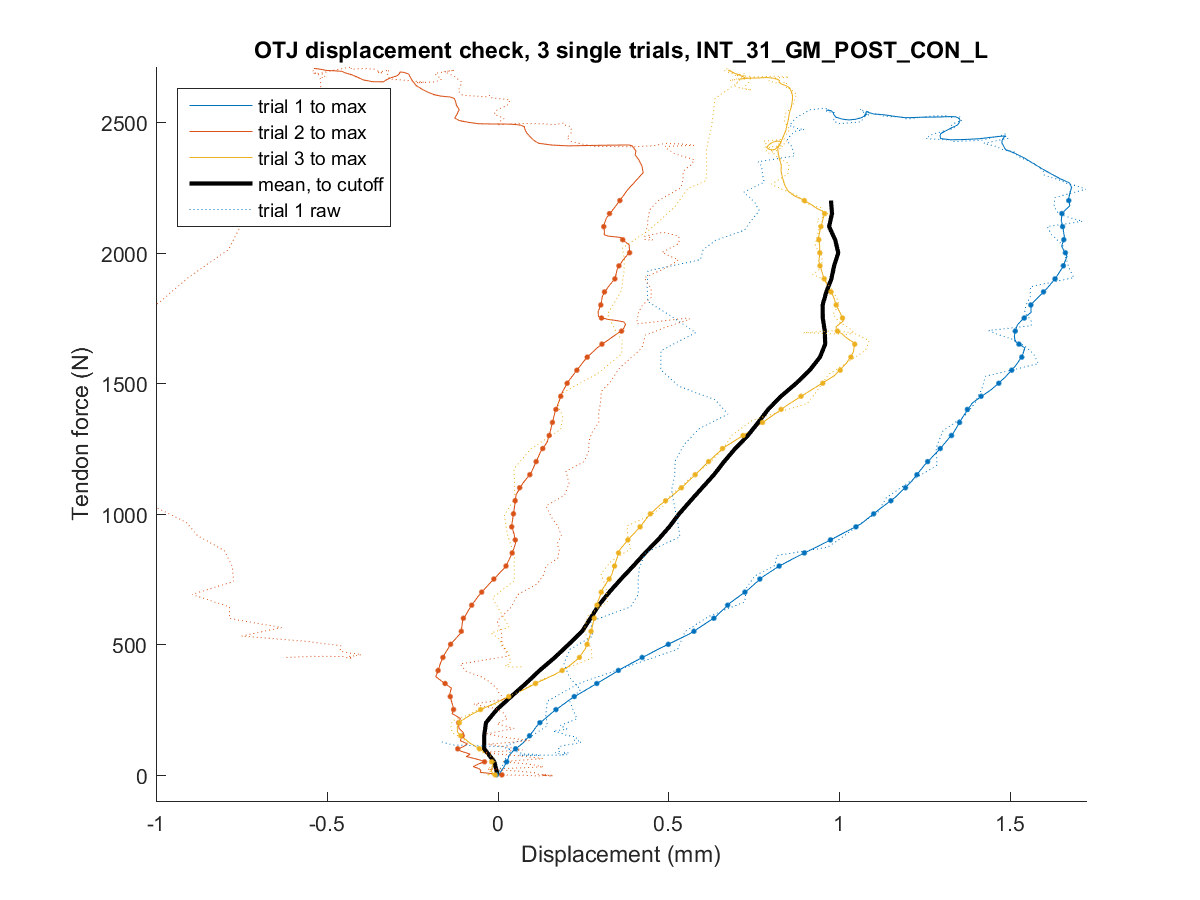 OTJ displacement check, 3 single trials, INT_31_GM_POST_CON_L
trial 1 to max
trial 2 to max
trial 3 to max
mean, to cutoff
trial 1 raw
Tendon force (N)
2500
2000
1500
1000
500
0
-1
-0.5
0
0.5
1
1.5
Displacement (mm)